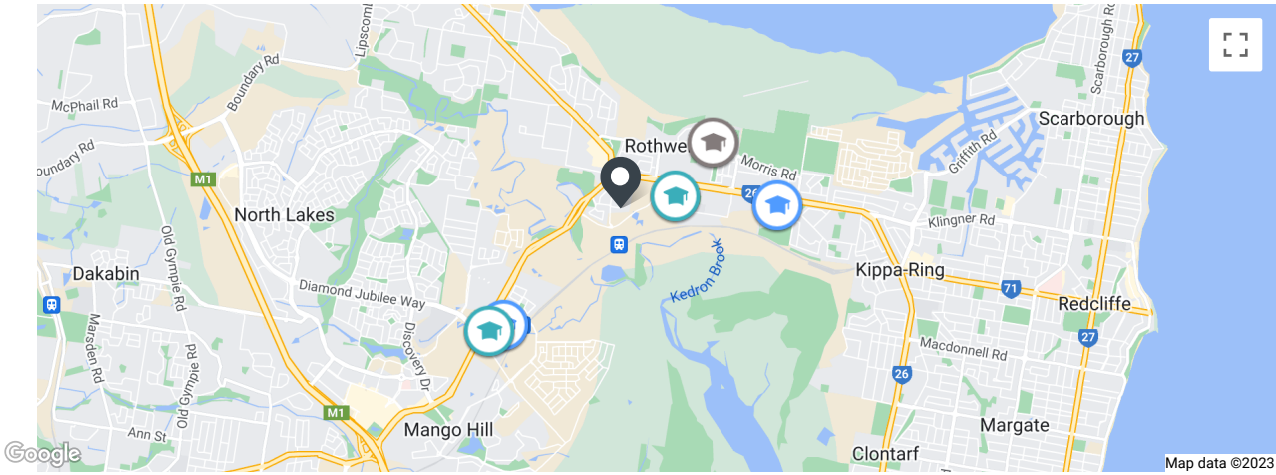 Lipscomb
Scarborough Rd
27
Boundary Rd
McPhail Rd
Scarborough
Griffith Rd
Rothwe
Morris Rd
oundary Rd
M1
26
North Lakes
Klingner Rd
Old Gympie Rd
Dakabin
Kedron Brook
Kippa-Ring
71
Diamond Jubilee Way
Redcliffe
Marsden Rd
Discovery Dr
27
Old Gympie Rd
Macdonnell Rd
26
M1
Ann St
Mango Hill
Margate
Clontarf
Google
Map data ©2023